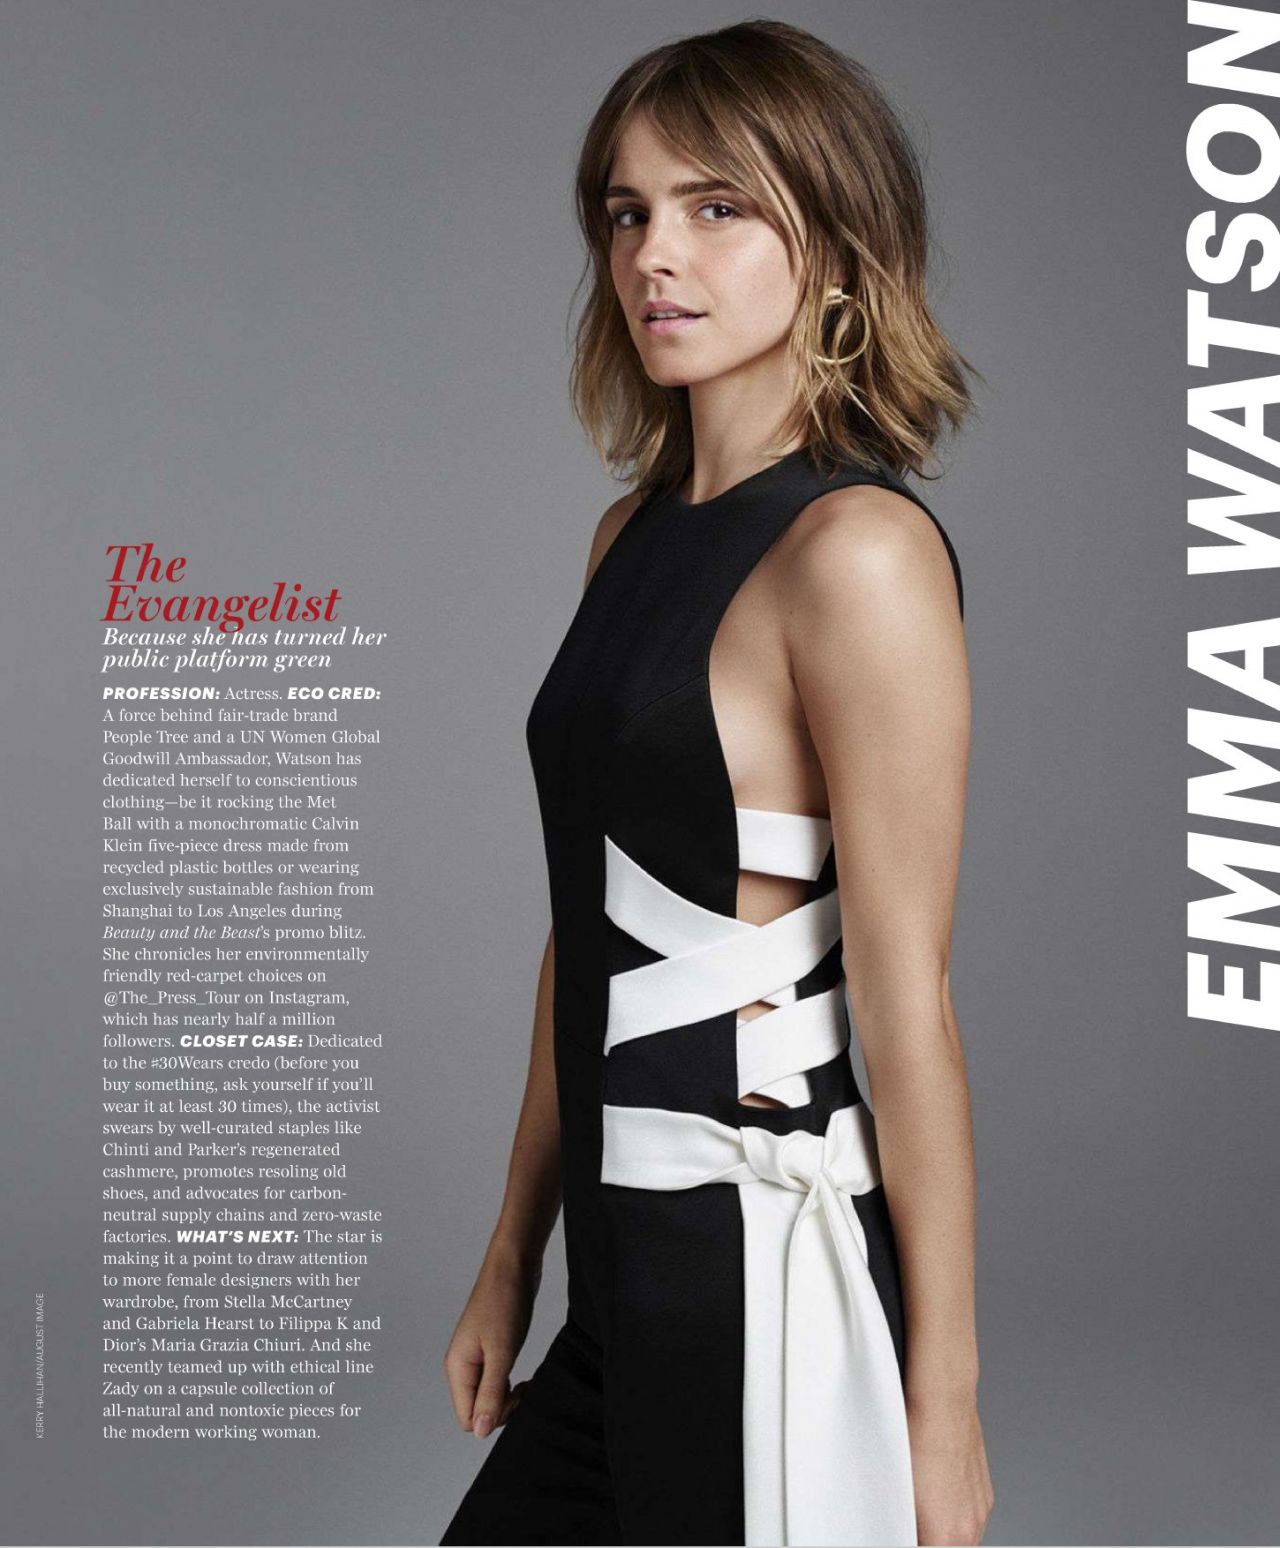 EMMA WATSON
The
Evangelist
Because she has turned her
public platform green
PROFESSION: Actress. ECO CRED:
A force behind fair-trade brand
People Tree and a UN Women Global
Goodwill Ambassador, Watson has
dedicated herself to conscientious
clothing—be it rocking the Met
Ball with a monochromatic Calvin
Klein five-piece dress made from
recycled plastic bottles or wearing
exclusively sustainable fashion from
Shanghai to Los Angeles during
Beauty and the Beast's promo blitz.
She chronicles her environmentally
friendly red-carpet choices on
@The_Press_Tour on Instagram,
which has nearly half a million
followers. CLOSET CASE: Dedicated
to the #30Wears credo (before you
buy something, ask yourself if you'll
wear it at least 30 times), the activist
swears by well-curated staples like
Chinti and Parker's regenerated
cashmere, promotes resoling old
shoes, and advocates for carbon-
neutral supply chains and zero-waste
factories. WHAT'S NEXT: The star is
making it a point to draw attention
to more female designers with her
wardrobe, from Stella McCartney
and Gabriela Hearst to Filippa K and
Dior's Maria Grazia Chiuri. And she
recently teamed up with ethical line
Zady on a capsule collection of
all-natural and nontoxic pieces for
the modern working woman.
KERRY HALLIHAN/AUGUST IMAGE